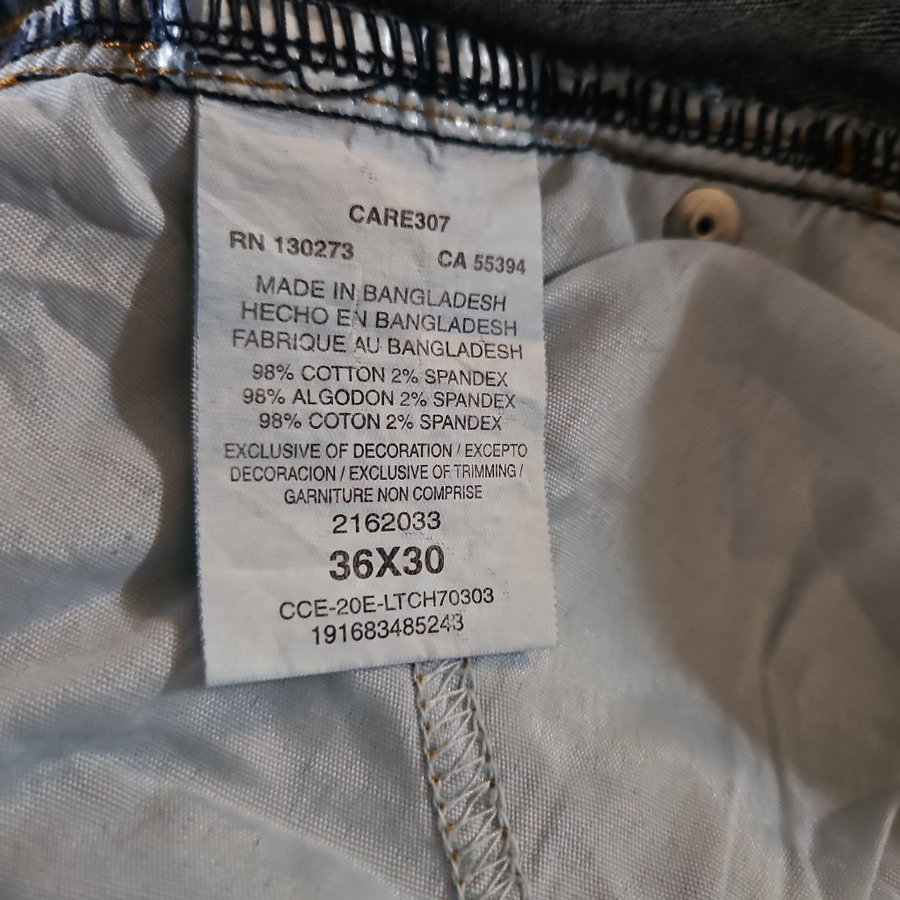 CARE307
RN 130273 CA 55394
MADE IN BANGLADESH
HECHO EN BANGLADESH
FABRIQUE AU BANGLADESH
98% COTTON 2% SPANDEX
98% ALGODON 2% SPANDEX
98% COTON 2% SPANDEX
EXCLUSIVE OF DECORATION / EXCEPTO
DECORACION / EXCLUSIVE OF TRIMMING /
GARNITURE NON COMPRISE
2162033
36X30
CCE-20E-LTCH70303
191683485243